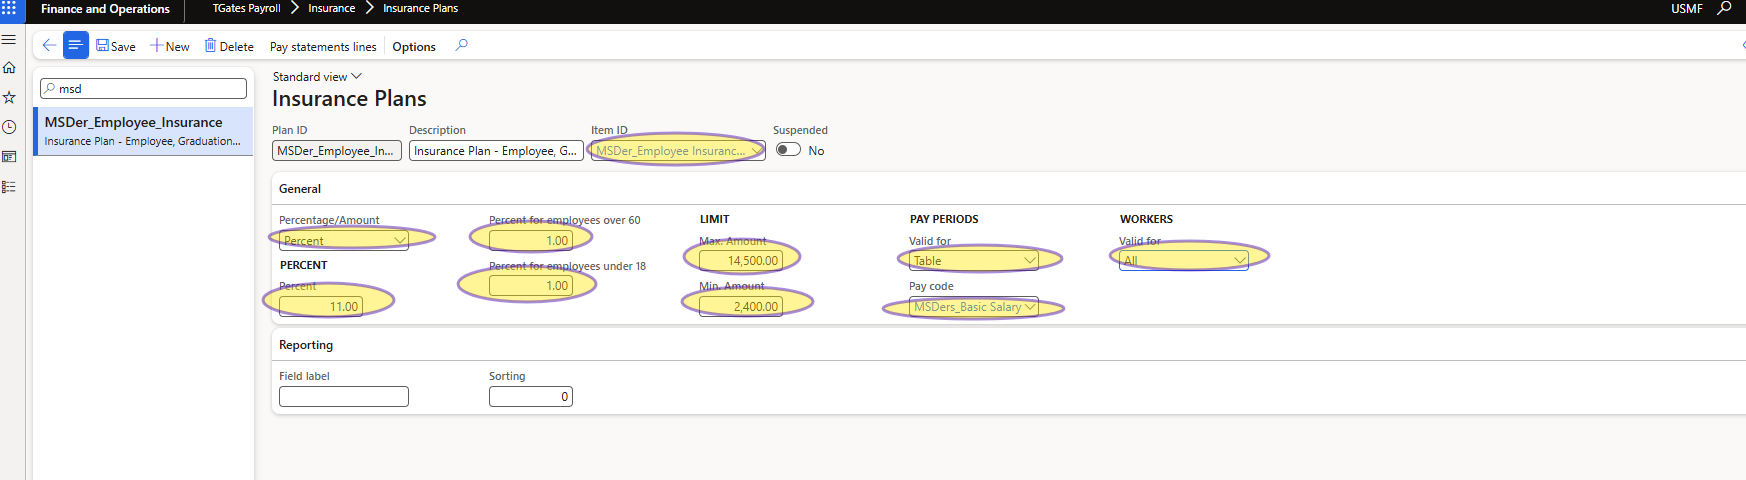 Finance and Operations
TGates Payroll > Insurance > Insurance Plans
USMF
Save
New
Delete
Pay statements lines
Options
msd
MSDer_Employee_Insurance
Insurance Plan - Employee, Graduation...
Standard view
Insurance Plans
Plan ID
Description
Item ID
Suspended
MSDer_Employee_In...
Insurance Plan - Employee, G...
MSDer_Employee Insuranc...
No
General
Percentage/Amount
Percent
PERCENT
Percent
11.00
Percent for employees over 60
1.00
Percent for employees under 18
1.00
LIMIT
Max. Amount
14,500.00
Min. Amount
2,400.00
PAY PERIODS
Valid for
Table
Pay code
MSDers_Basic Salary
WORKERS
Valid for
All
Reporting
Field label
Sorting
0